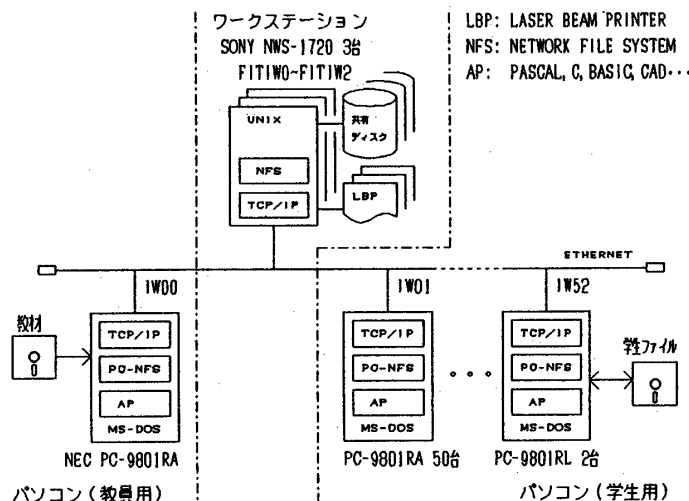 ワークステーション
SONY NWS-1720 3台
FITIW0~FITIW2
LBP: LASER BEAM PRINTER
NFS: NETWORK FILE SYSTEM
AP: PASCAL, C, BASIC, CAD···
UNIX
NFS
TCP/IP
共有
ディスク
LBP
ETHERNET
IW00
IW01
IW52
教材
TCP/IP
PC-NFS
AP
MS-DOS
TCP/IP
PC-NFS
AP
MS-DOS
TCP/IP
PC-NFS
AP
MS-DOS
学生ファイル
NEC PC-9801RA
PC-9801RA 50台
PC-9801RL 2台
パソコン(教員用)
パソコン(学生用)